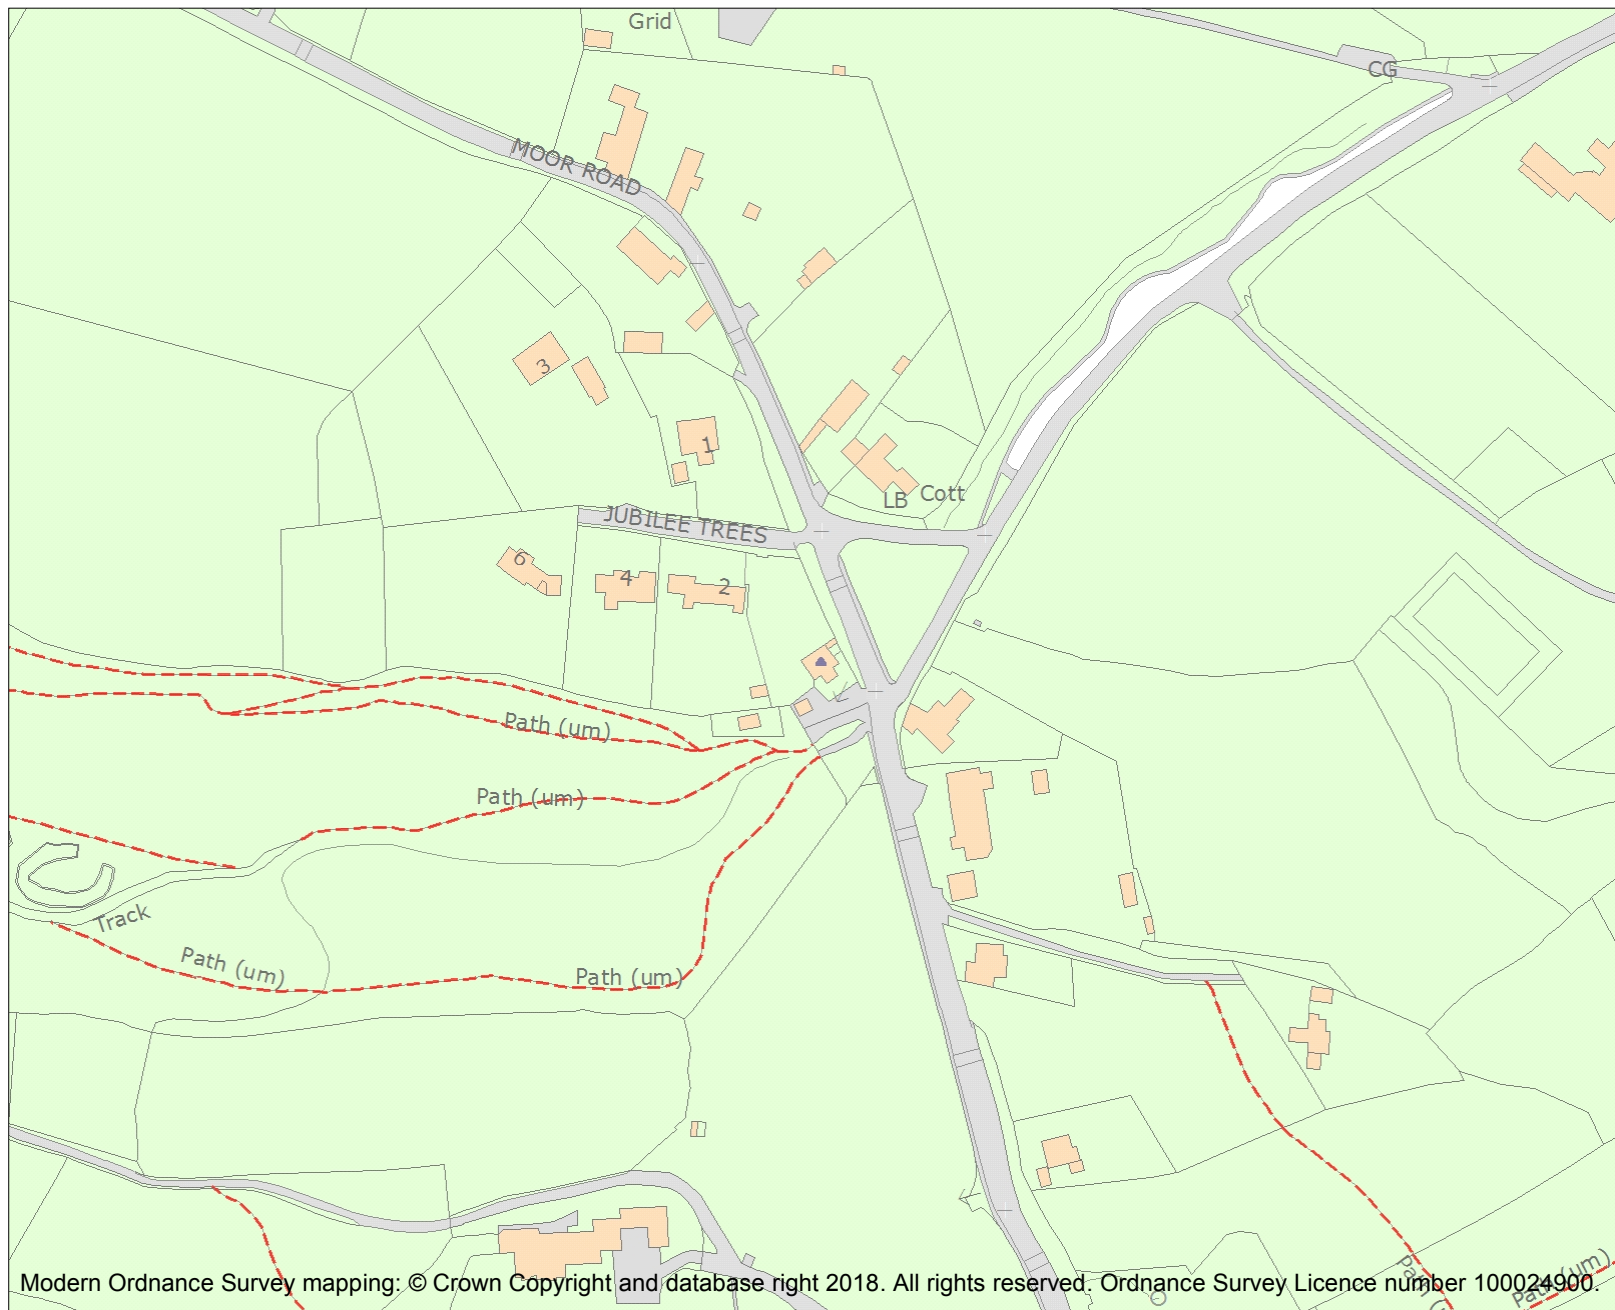 Grid
CG
MOOR ROAD
3
1
LB Cott
JUBILEE TREES
6
4
2
Path (um)
Path (um)
Track
Path (um)
Path (um)
Path (um)
Modern Ordnance Survey mapping: © Crown Copyright and database right 2018. All rights reserved. Ordnance Survey Licence number 100024900.